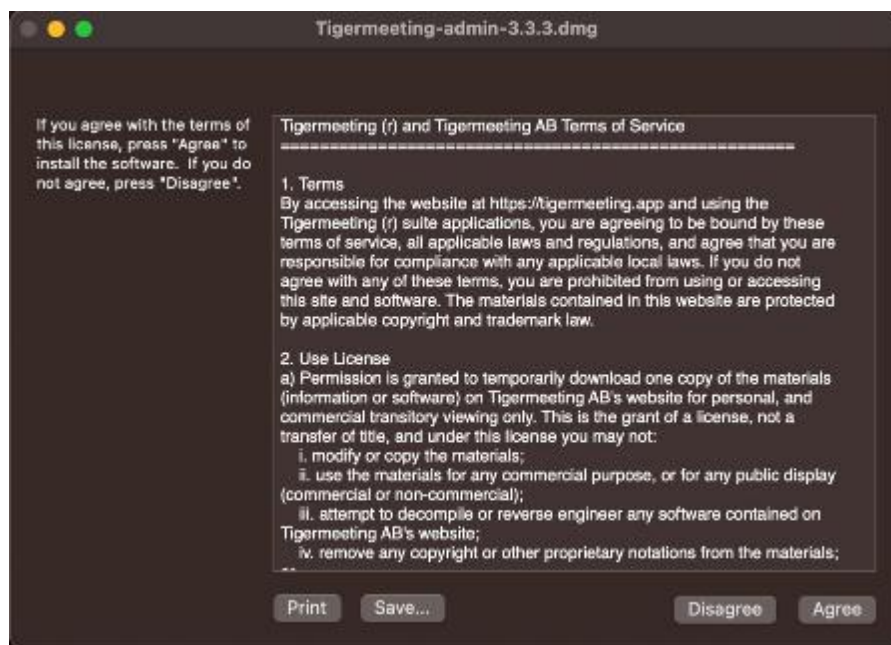 Tigermeeting-admin-3.3.3.dmg
If you agree with the terms of
this license, press "Agree" to
install the software. If you do
not agree, press "Disagree".
Tigermeeting (r) and Tigermeeting AB Terms of Service
=====================================================
1. Terms
By accessing the website at https://tigermeeting.app and using the
Tigermeeting (r) suite applications, you are agreeing to be bound by these
terms of service, all applicable laws and regulations, and agree that you are
responsible for compliance with any applicable local laws. If you do not
agree with any of these terms, you are prohibited from using or accessing
this site and software. The materials contained in this website are protected
by applicable copyright and trademark law.
2. Use License
a) Permission is granted to temporarily download one copy of the materials
(information or software) on Tigermeeting AB's website for personal, and
commercial transitory viewing only. This is the grant of a license, not a
transfer of title, and under this license you may not:
i. modify or copy the materials;
ii. use the materials for any commercial purpose, or for any public display
(commercial or non-commercial);
iii. attempt to decompile or reverse engineer any software contained on
Tigermeeting AB's website;
iv. remove any copyright or other proprietary notations from the materials;
Print Save... Disagree Agree